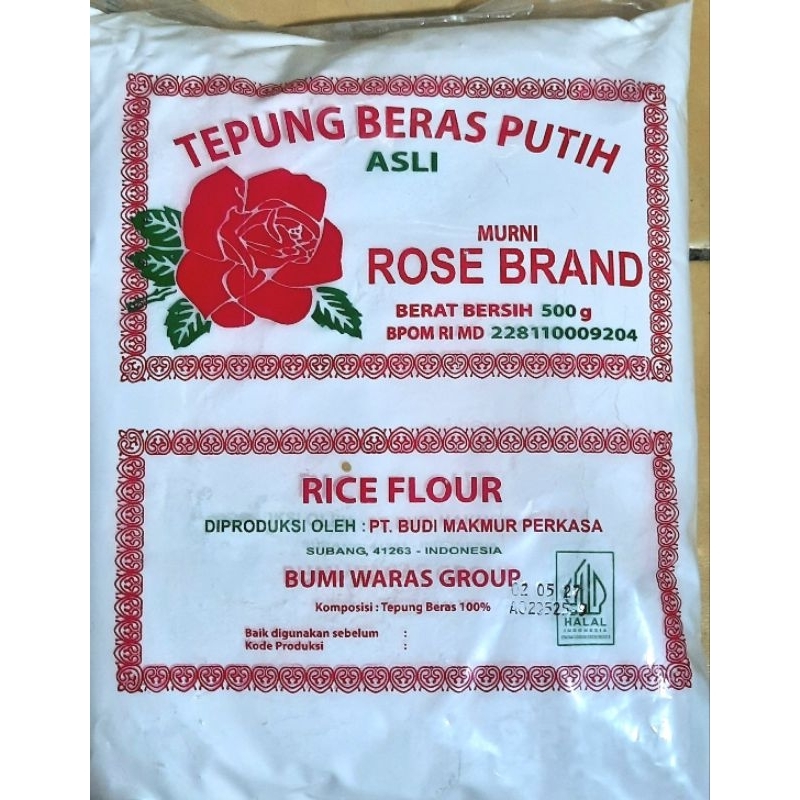 TEPUNG BERAS PUTIH
ASLI
MURNI
ROSE BRAND
BERAT BERSIH 500 g
BPOM RI MD 228110009204
RICE FLOUR
DIPRODUKSI OLEH : PT. BUDI MAKMUR PERKASA
SUBANG, 41263 - INDONESIA
BUMI WARAS GROUP
02 05 27
Komposisi : Tepung Beras 100%
HALAL
INDONESIA
Baik digunakan sebelum :
Kode Produksi :